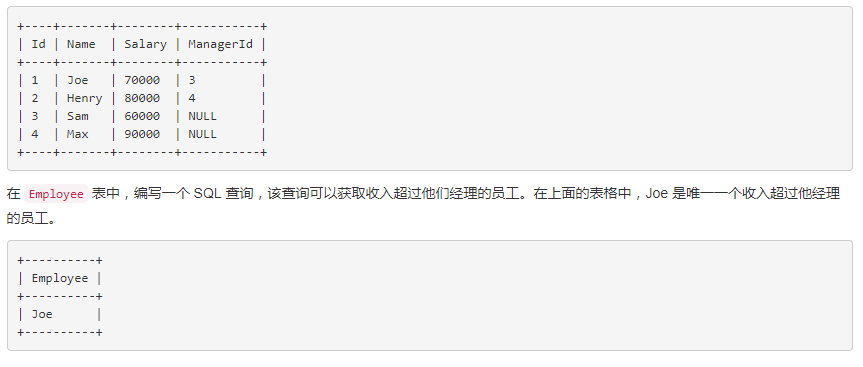 +----+-------+--------+-----------+
| Id | Name  | Salary | ManagerId |
+----+-------+--------+-----------+
| 1  | Joe   | 70000  | 3         |
| 2  | Henry | 80000  | 4         |
| 3  | Sam   | 60000  | NULL      |
| 4  | Max   | 90000  | NULL      |
+----+-------+--------+-----------+
在 Employee 表中，编写一个 SQL 查询，该查询可以获取收入超过他们经理的员工。在上面的表格中，Joe 是唯一一个收入超过他经理
的员工。
+----------+
| Employee |
+----------+
| Joe      |
+----------+